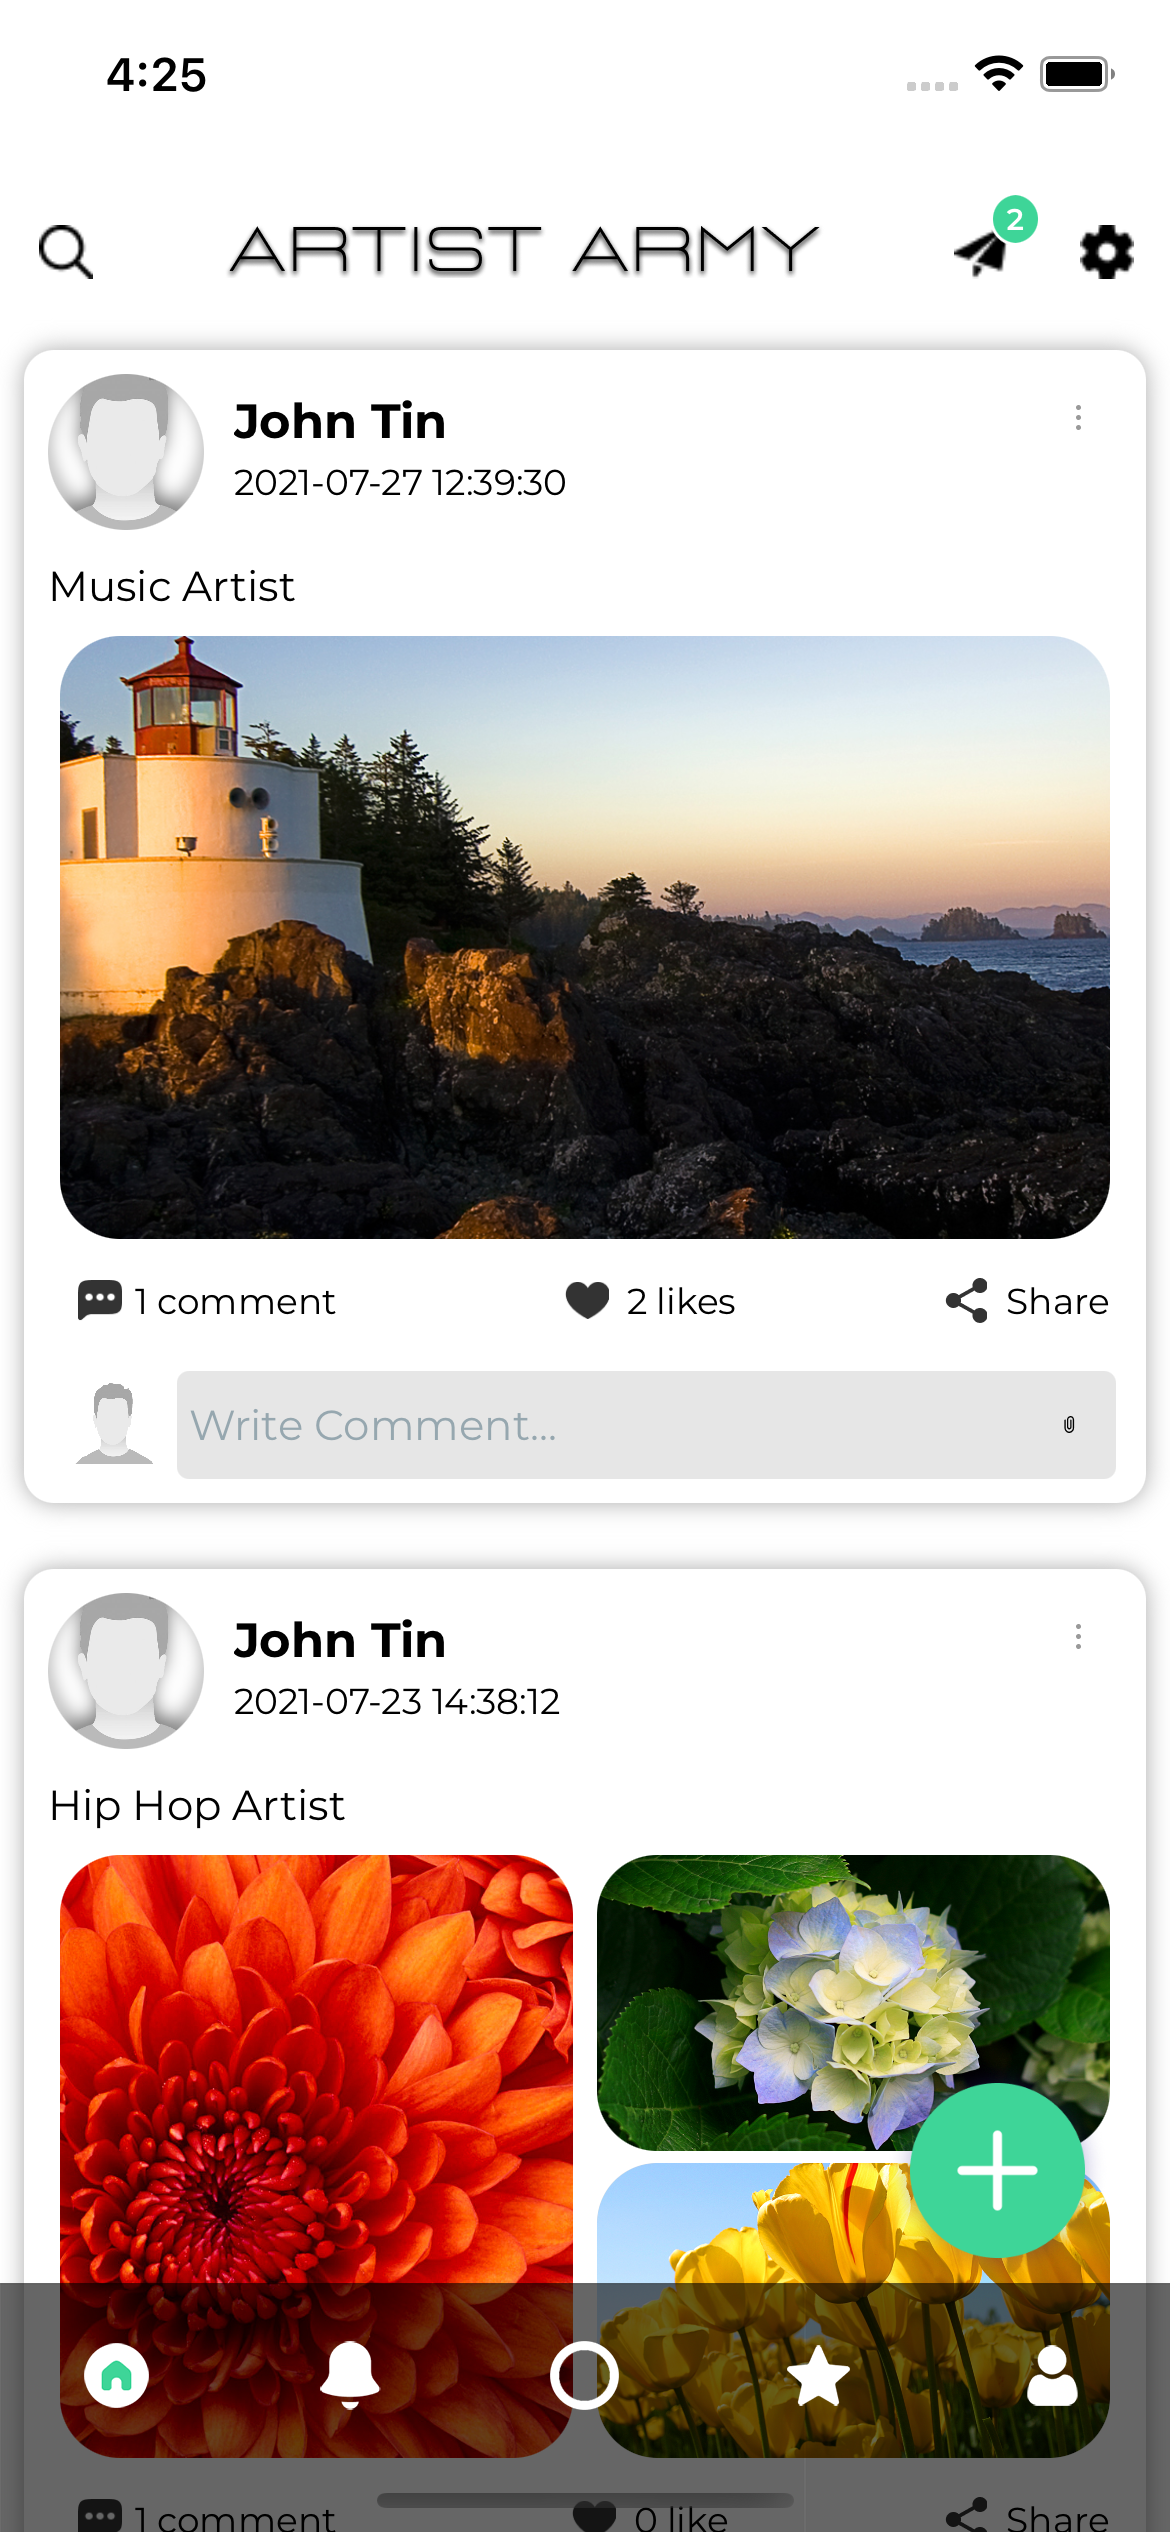 4:25
ARTIST ARMY
2
John Tin
2021-07-27 12:39:30
Music Artist
1 comment
2 likes
Share
Write Comment...
John Tin
2021-07-23 14:38:12
Hip Hop Artist
1 comment
0 like
Share